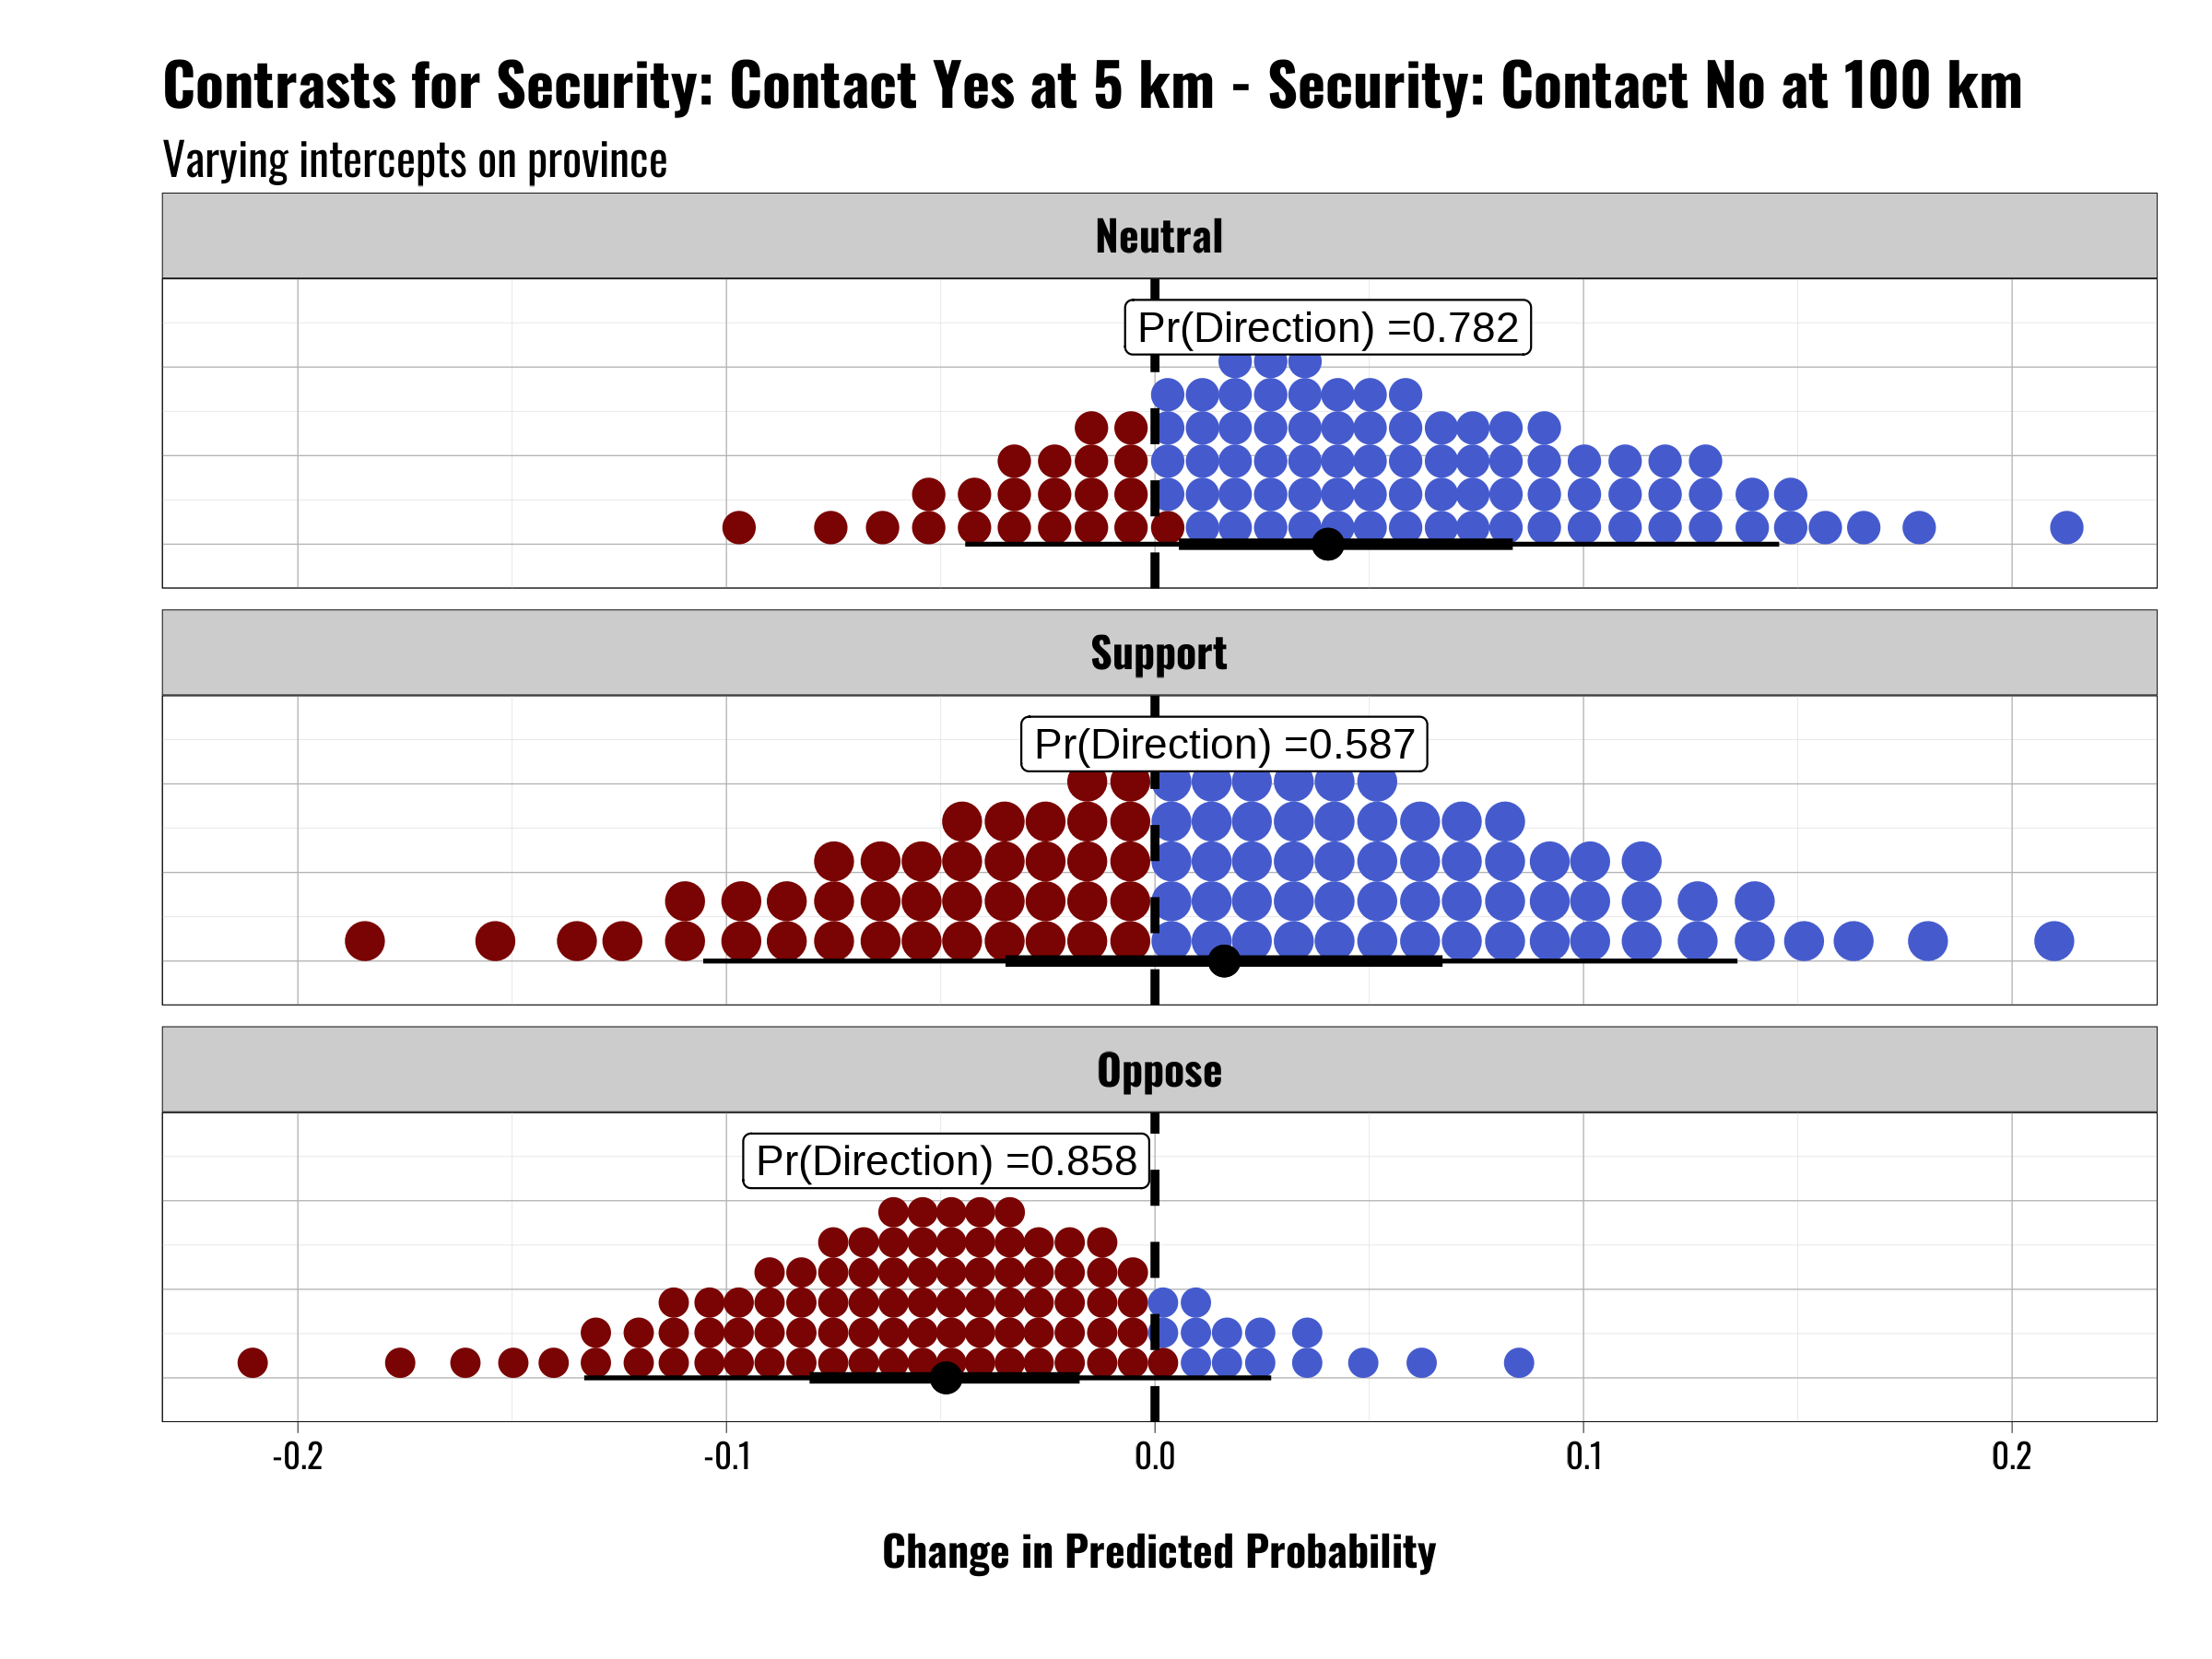 Contrasts for Security: Contact Yes at 5 km - Security: Contact No at 100 km
Varying intercepts on province
Neutral
Pr(Direction) =0.782
Support
Pr(Direction) =0.587
Oppose
Pr(Direction) =0.858
-0.2 -0.1 0.0 0.1 0.2
Change in Predicted Probability